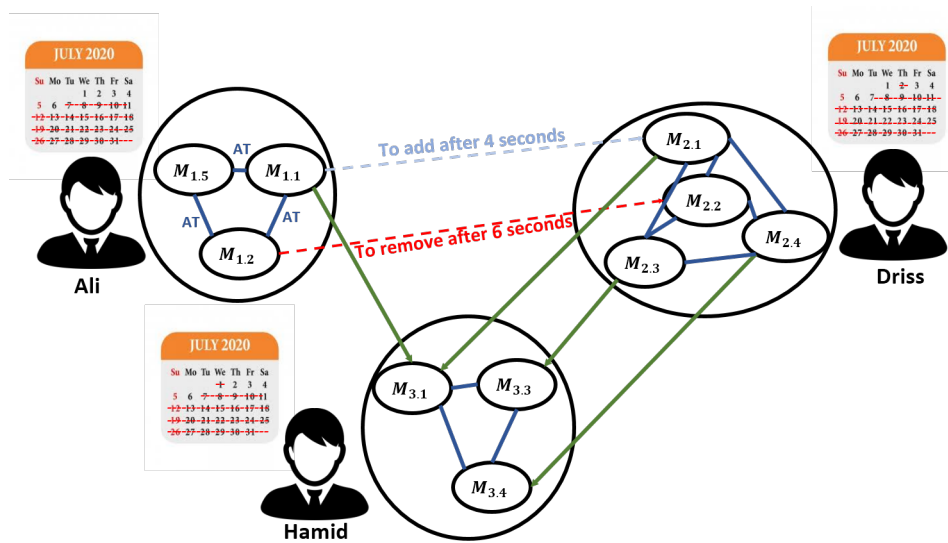 JULY 2020
Su Mo Tu We Th Fr Sa
1 2 3 4
5 6 7 8 9 10 11
12 13 14 15 16 17 18
19 20 21 22 23 24 25
26 27 28 29 30 31
Ali
JULY 2020
Su Mo Tu We Th Fr Sa
1 2 3 4
5 6 7 8 9 10 11
12 13 14 15 16 17 18
19 20 21 22 23 24 25
26 27 28 29 30 31
Driss
M1.5
AT
M1.1
AT
AT
M1.2
To add after 4 seconds
To remove after 6 seconds
M2.1
M2.2
M2.4
M2.3
JULY 2020
Su Mo Tu We Th Fr Sa
1 2 3 4
5 6 7 8 9 10 11
12 13 14 15 16 17 18
19 20 21 22 23 24 25
26 27 28 29 30 31
Hamid
M3.1
M3.3
M3.4